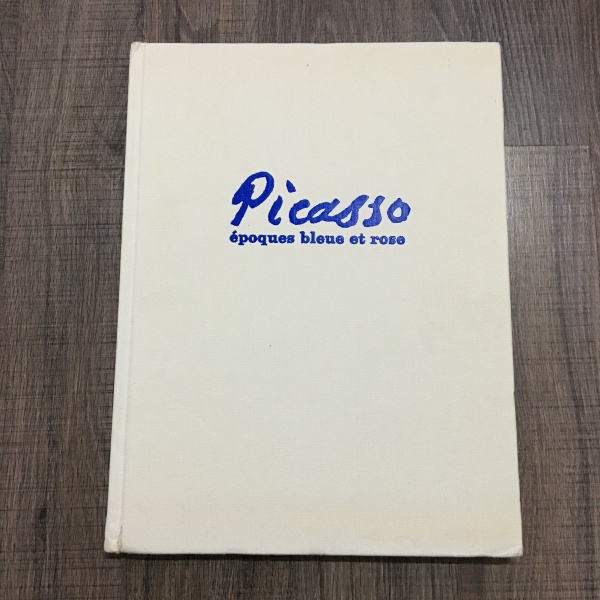 Picasso
époques bleue et rose